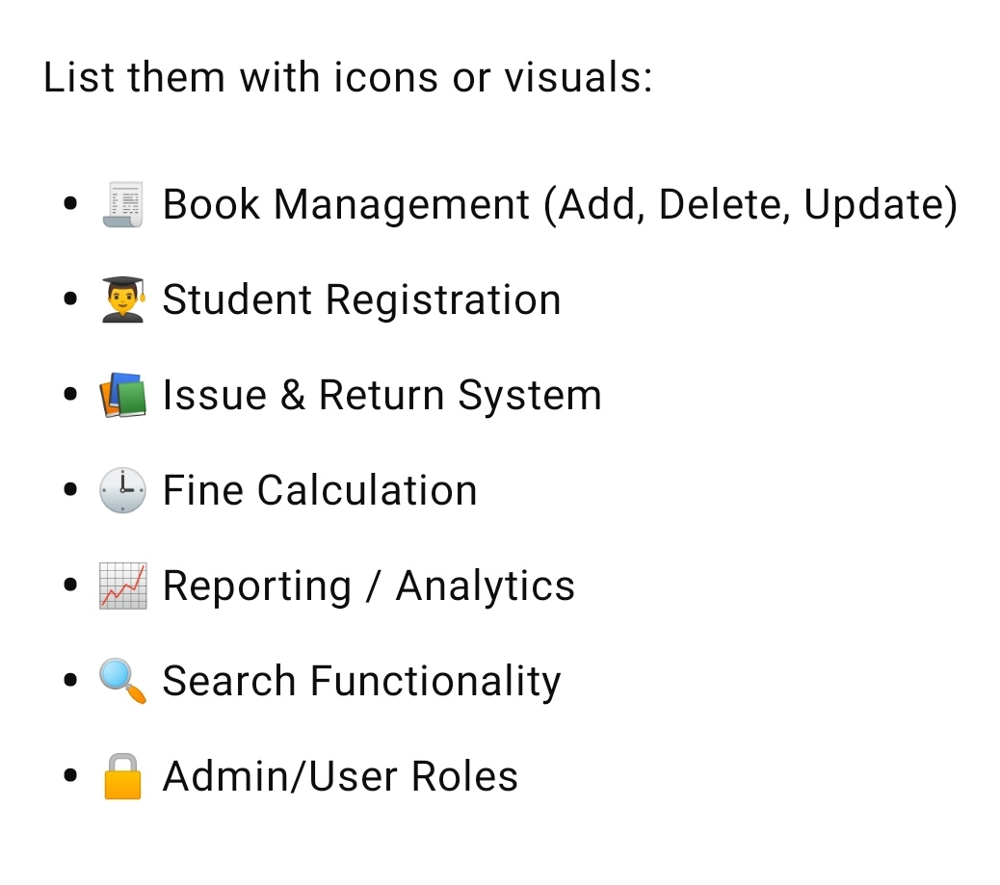 List them with icons or visuals:
• 🧾 Book Management (Add, Delete, Update)
• 👨‍🎓 Student Registration
• 📚 Issue & Return System
• 🕒 Fine Calculation
• 📈 Reporting / Analytics
• 🔍 Search Functionality
• 🔒 Admin/User Roles